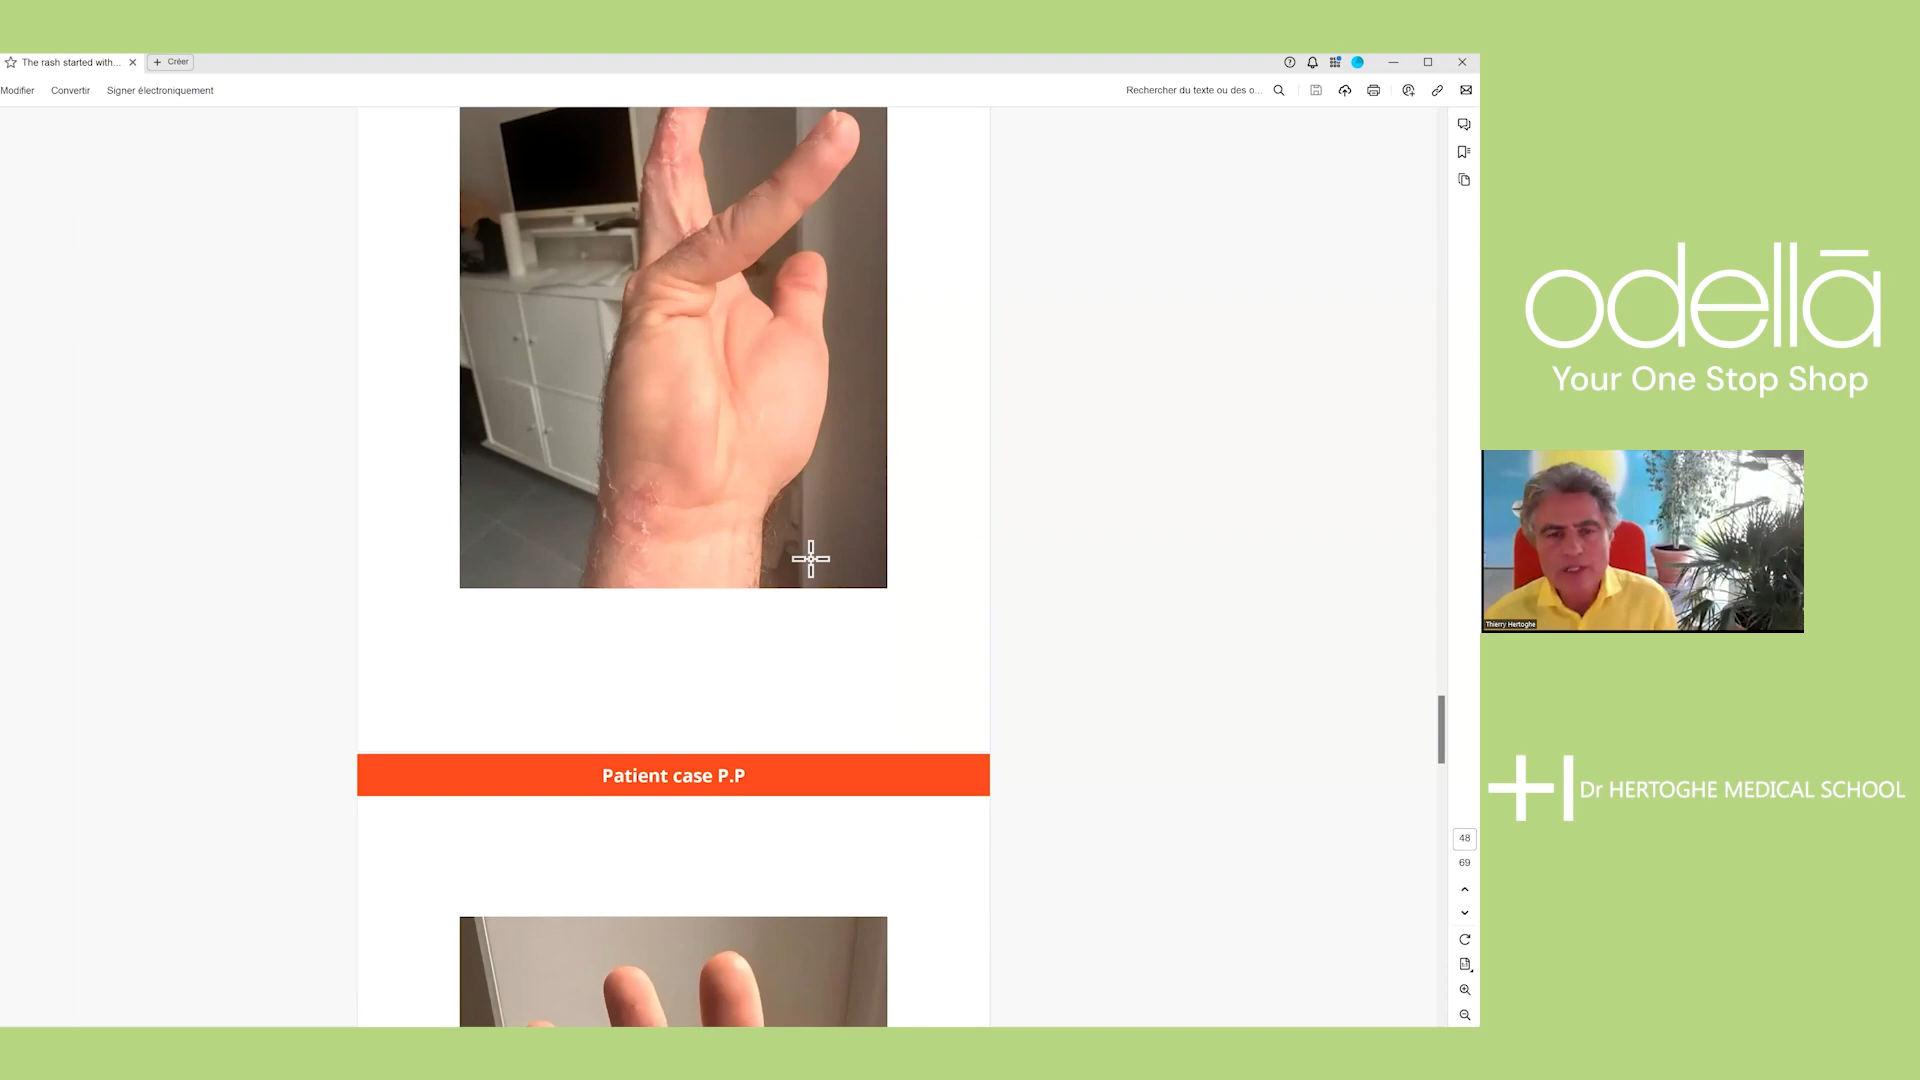 The rash started with...
Créer
Modifier
Convertir
Signer électroniquement
Rechercher du texte ou des o...
odellā
Your One Stop Shop
Thierry Hertoghe
Dr HERTOGHE MEDICAL SCHOOL
Patient case P.P
48
69